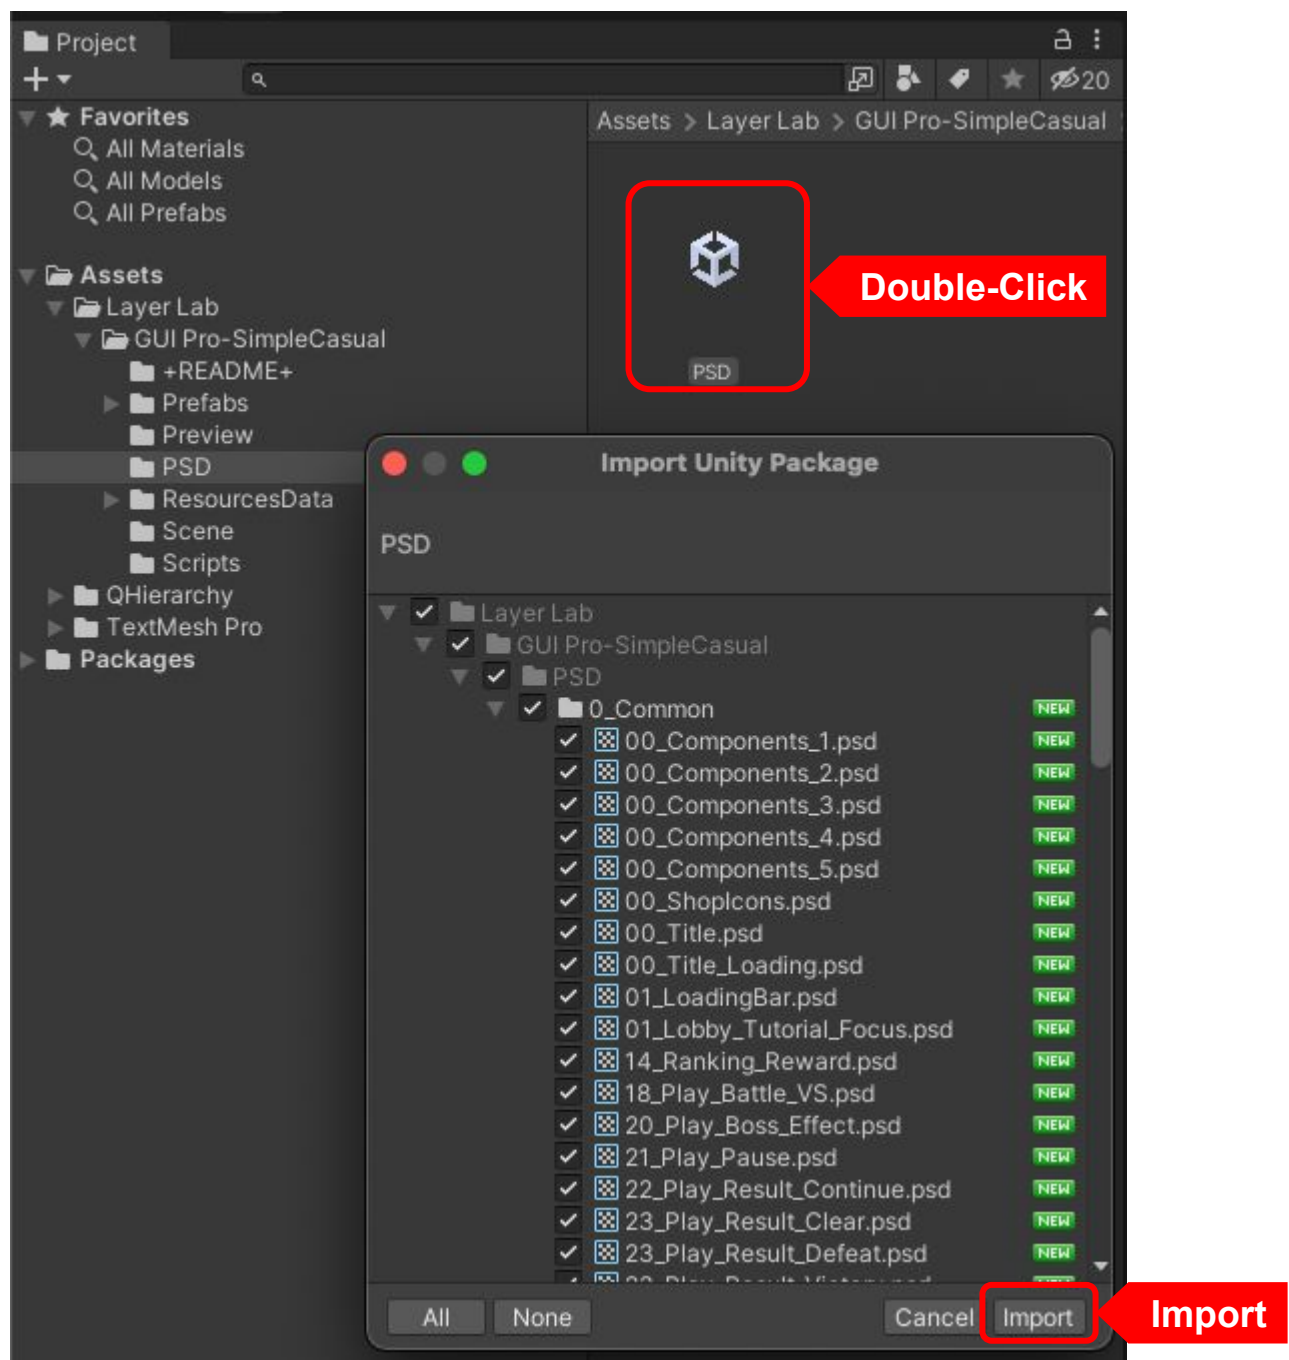 Project
20
Favorites
All Materials
All Models
All Prefabs
Assets
Layer Lab
GUI Pro-SimpleCasual
+README+
Prefabs
Preview
PSD
ResourcesData
Scene
Scripts
QHierarchy
TextMesh Pro
Packages
Assets > Layer Lab > GUI Pro-SimpleCasual
Double-Click
PSD
Import Unity Package
PSD
Layer Lab
GUI Pro-SimpleCasual
PSD
0_Common NEW
00_Components_1.psd NEW
00_Components_2.psd NEW
00_Components_3.psd NEW
00_Components_4.psd NEW
00_Components_5.psd NEW
00_ShopIcons.psd NEW
00_Title.psd NEW
00_Title_Loading.psd NEW
01_LoadingBar.psd NEW
01_Lobby_Tutorial_Focus.psd NEW
14_Ranking_Reward.psd NEW
18_Play_Battle_VS.psd NEW
20_Play_Boss_Effect.psd NEW
21_Play_Pause.psd NEW
22_Play_Result_Continue.psd NEW
23_Play_Result_Clear.psd NEW
23_Play_Result_Defeat.psd NEW
All None Cancel Import
Import